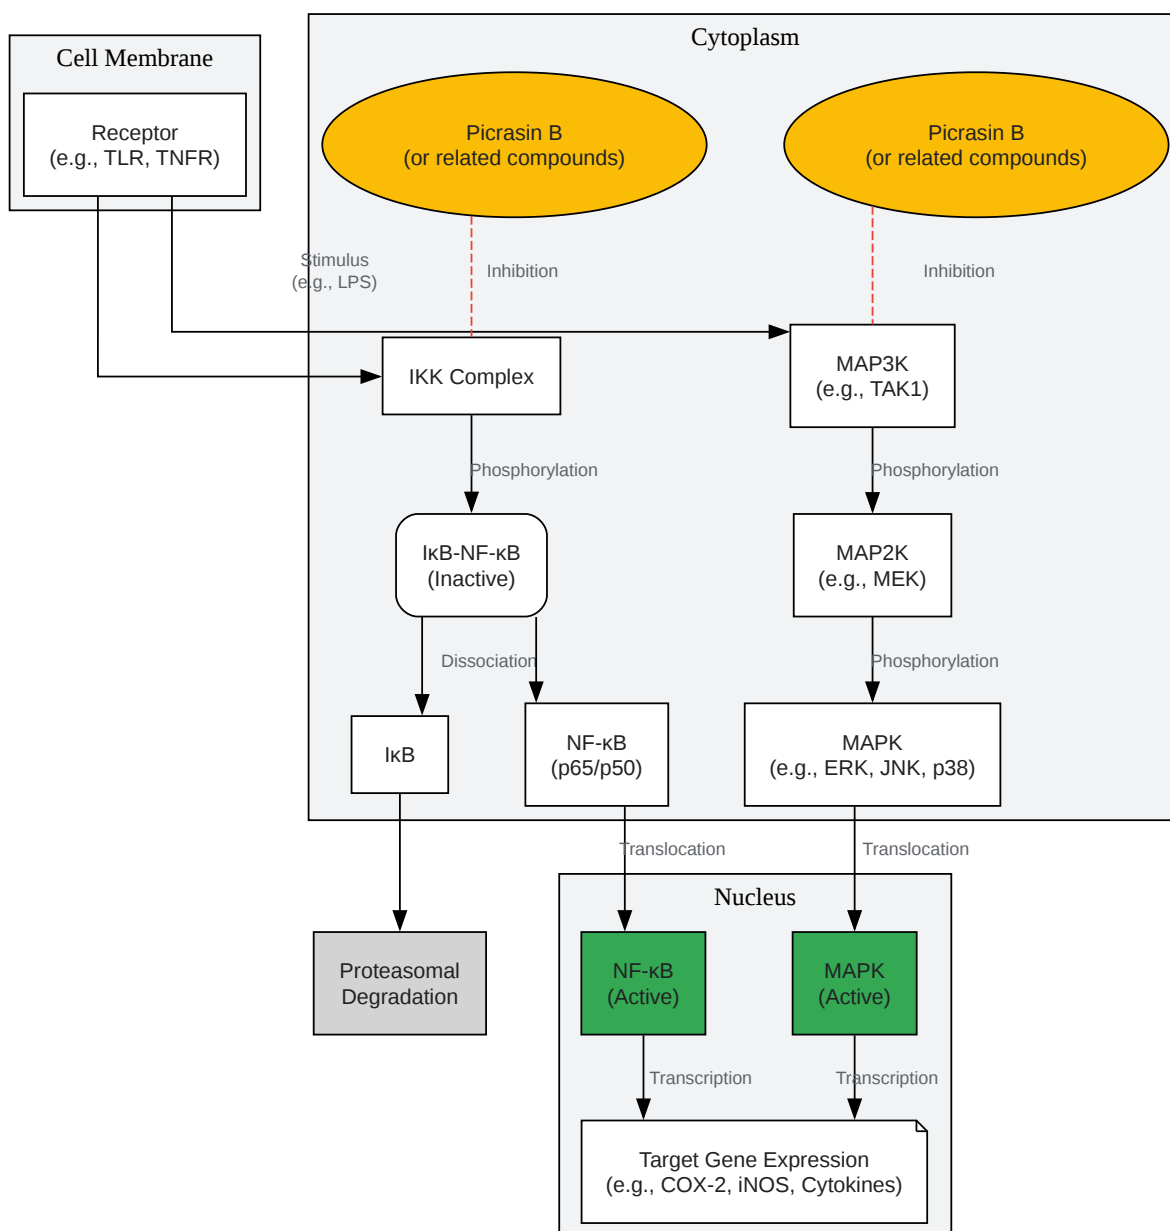 Cytoplasm
Cell Membrane
Receptor
(e.g., TLR, TNFR)
Picrasin B
(or related compounds)
Picrasin B
(or related compounds)
Stimulus
(e.g., LPS)
Inhibition
Inhibition
IKK Complex
MAP3K
(e.g., TAK1)
Phosphorylation
Phosphorylation
IκB-NF-κB
(Inactive)
MAP2K
(e.g., MEK)
Dissociation
Phosphorylation
IκB
NF-κB
(p65/p50)
MAPK
(e.g., ERK, JNK, p38)
Translocation
Translocation
Nucleus
Proteasomal
Degradation
NF-κB
(Active)
MAPK
(Active)
Transcription
Transcription
Target Gene Expression
(e.g., COX-2, iNOS, Cytokines)